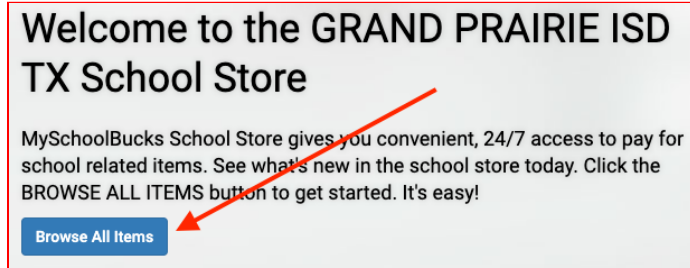 Welcome to the GRAND PRAIRIE ISD
TX School Store
MySchoolBucks School Store gives you convenient, 24/7 access to pay for
school related items. See what's new in the school store today. Click the
BROWSE ALL ITEMS button to get started. It's easy!
Browse All Items